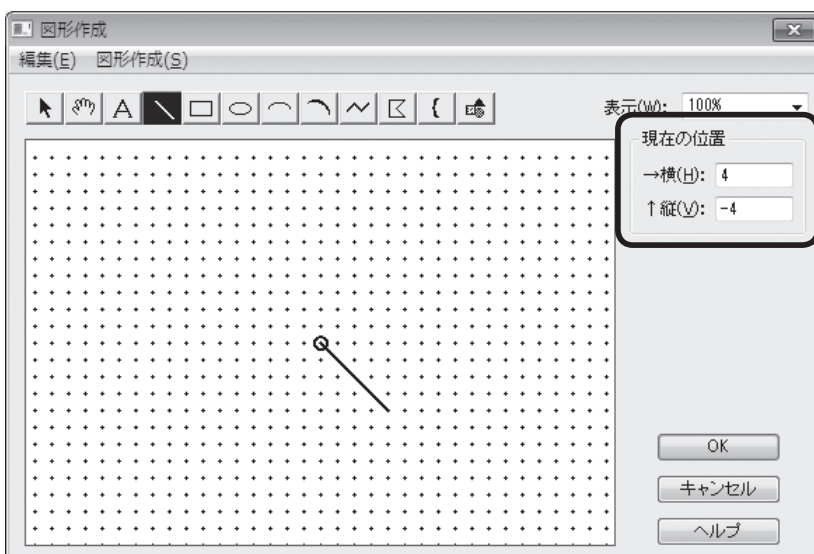 図形作成
編集(E) 図形作成(S)
A
表示(W): 100%
現在の位置
→横(H): 4
↑縦(V): -4
OK
キャンセル
ヘルプ